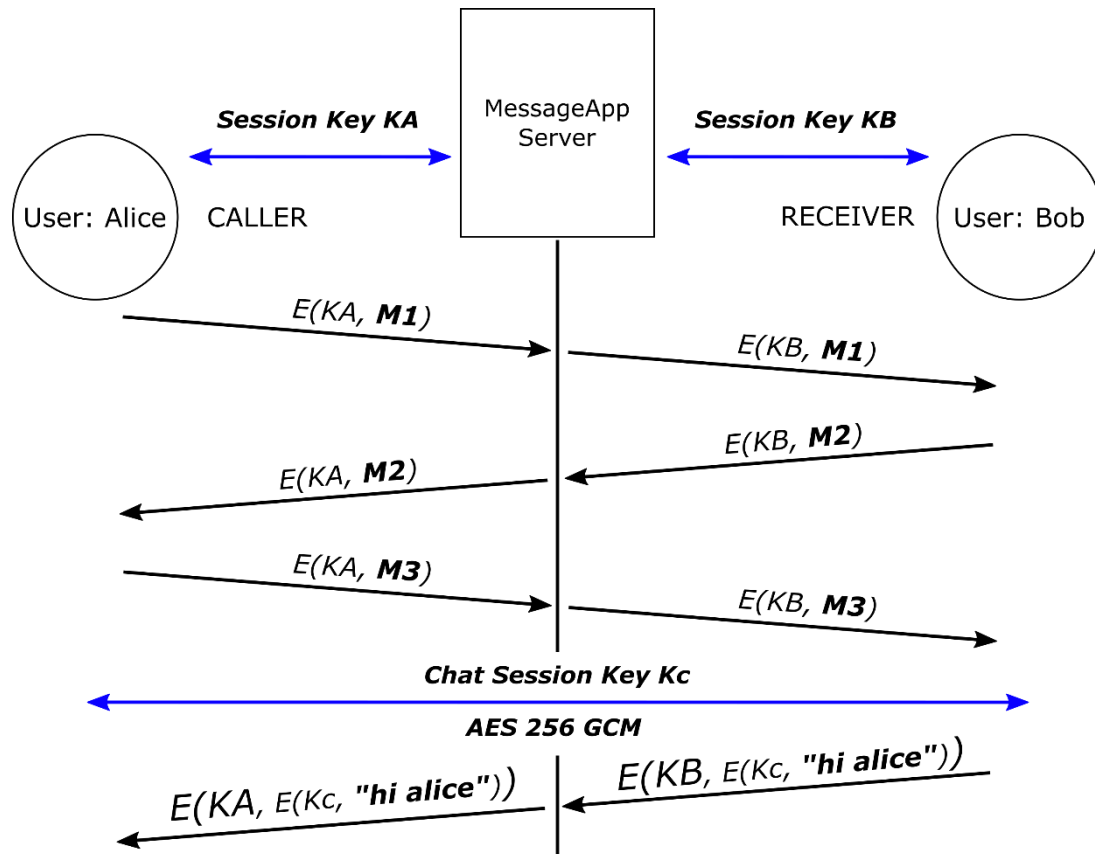 MessageApp
Server
Session Key KA
Session Key KB
User: Alice
CALLER
RECEIVER
User: Bob
E(KA, M1)
E(KB, M1)
E(KB, M2)
E(KA, M2)
E(KA, M3)
E(KB, M3)
Chat Session Key Kc
AES 256 GCM
E(KB, E(Kc, "hi alice"))
E(KA, E(Kc, "hi alice"))